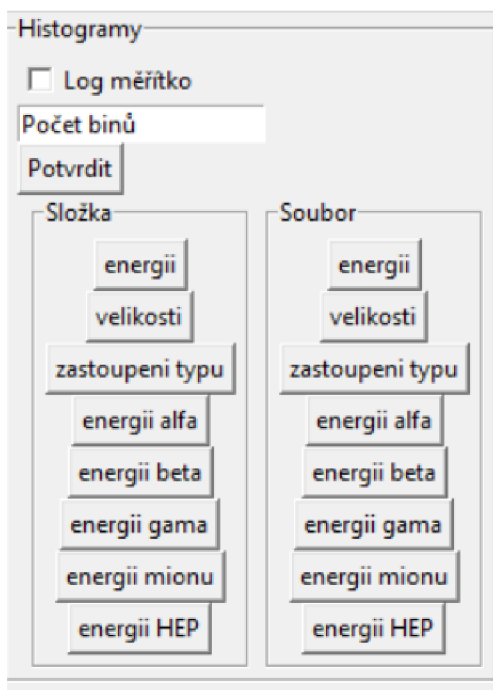 Histogramy
Log měřítko
Počet binů
Potvrdit
Složka
energii
velikosti
zastoupeni typu
energii alfa
energii beta
energii gama
energii mionu
energii HEP
Soubor
energii
velikosti
zastoupeni typu
energii alfa
energii beta
energii gama
energii mionu
energii HEP